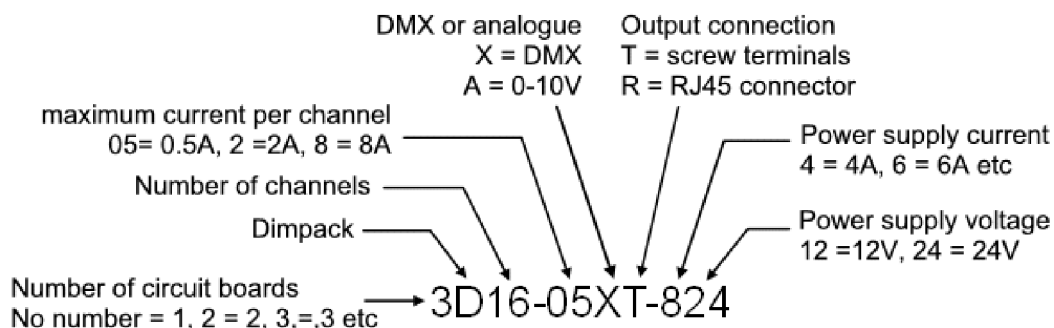 DMX or analogue
X = DMX
A = 0-10V
Output connection
T = screw terminals
R = RJ45 connector
maximum current per channel
05= 0.5A, 2 =2A, 8 = 8A
Power supply current
4 = 4A, 6 = 6A etc
Number of channels
Dimpack
Power supply voltage
12 =12V, 24 = 24V
Number of circuit boards
No number = 1, 2 = 2, 3,=,3 etc
3D16-05XT-824